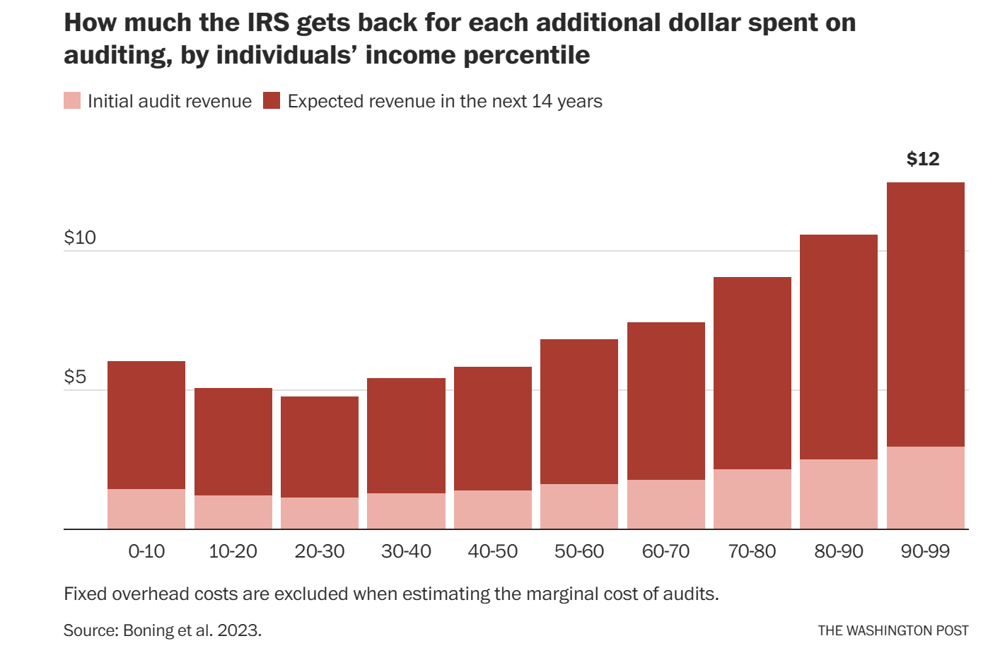 How much the IRS gets back for each additional dollar spent on
auditing, by individuals’ income percentile
Initial audit revenue
Expected revenue in the next 14 years
$12
$10
$5
0-10
10-20
20-30
30-40
40-50
50-60
60-70
70-80
80-90
90-99
Fixed overhead costs are excluded when estimating the marginal cost of audits.
Source: Boning et al. 2023.
THE WASHINGTON POST